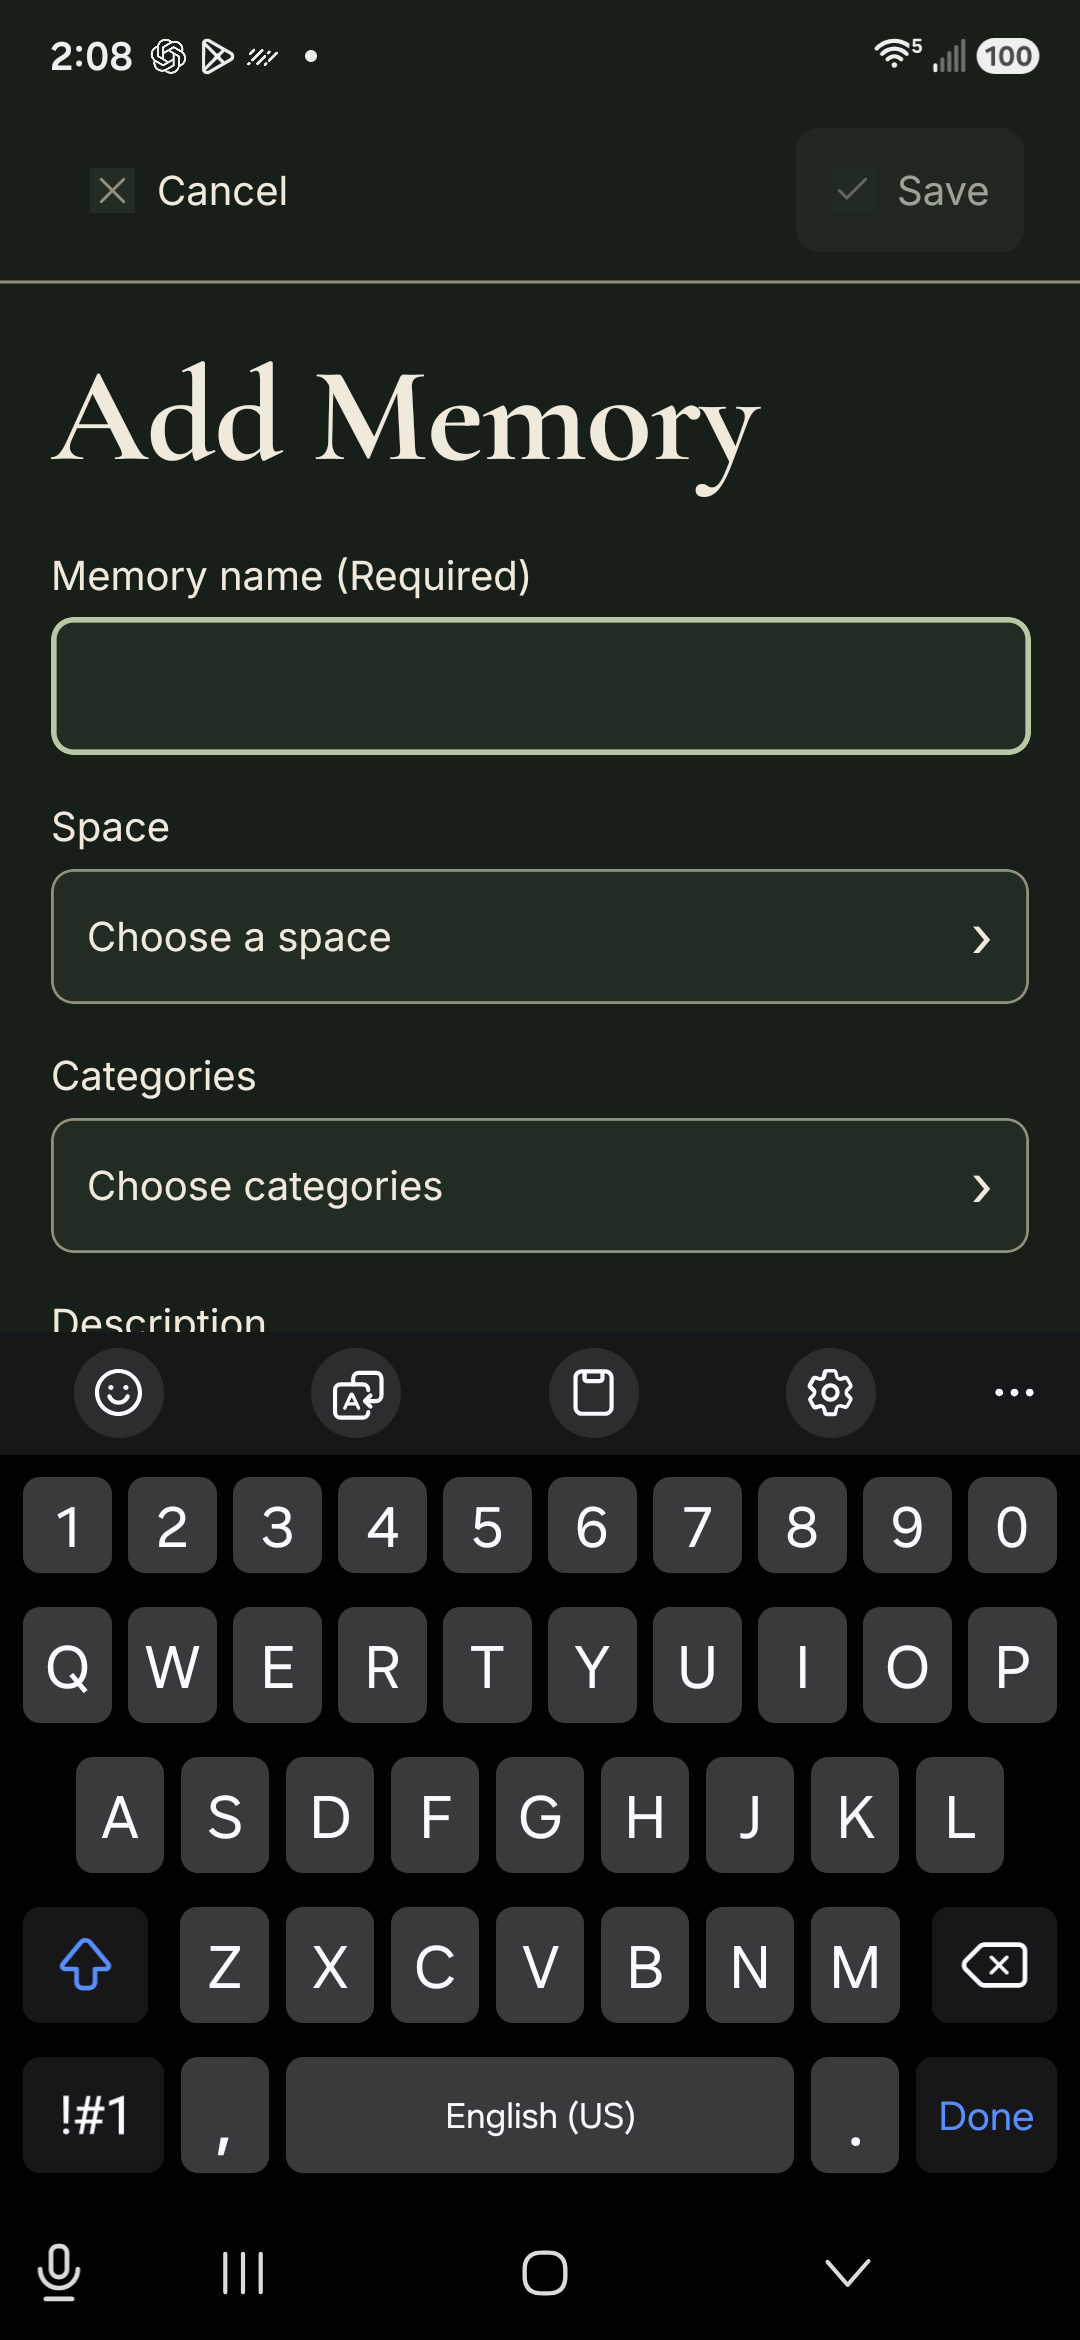 2:08
5
100
Cancel
Save
Add Memory
Memory name (Required)
Space
Choose a space
Categories
Choose categories
Description
1 2 3 4 5 6 7 8 9 0
Q W E R T Y U I O P
A S D F G H J K L
Z X C V B N M
!#1 , English (US) . Done